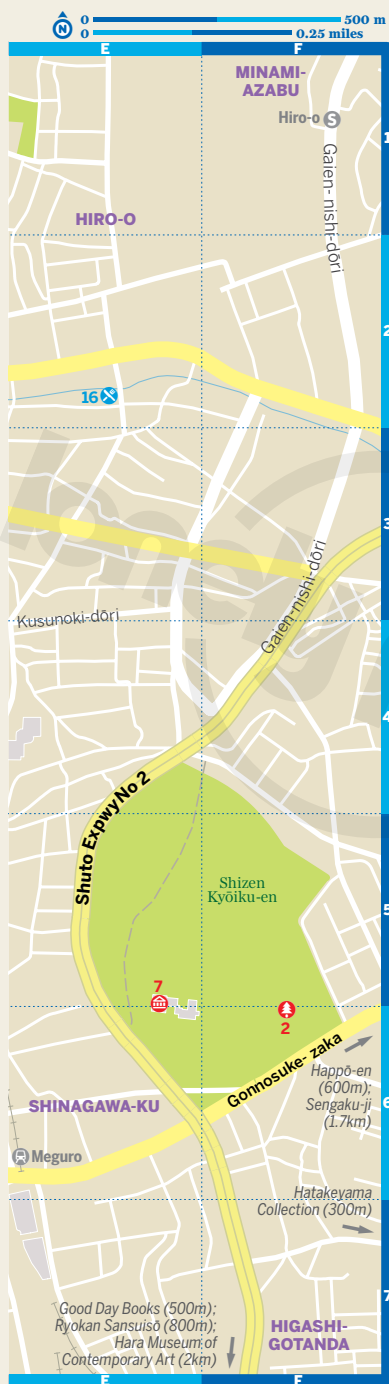 N
0 500 m
0 0.25 miles
E F
MINAMI-
AZABU
Hiro-o S
1
Gaien-nishi-dōri
HIRO-O
2
16
3
Gaien-nishi-dōri
Kusunoki-dōri
4
Shuto Expwy No 2
Shizen
Kyōiku-en
5
7
2
Gonnosuke-zaka
Happō-en
(600m);
Sengaku-ji
(1.7km)
6
SHINAGAWA-KU
Meguro
Hatakeyama
Collection (300m)
7
Good Day Books (500m);
Ryokan Sansuisō (800m);
Hara Museum of
Contemporary Art (2km)
HIGASHI-
GOTANDA
E F